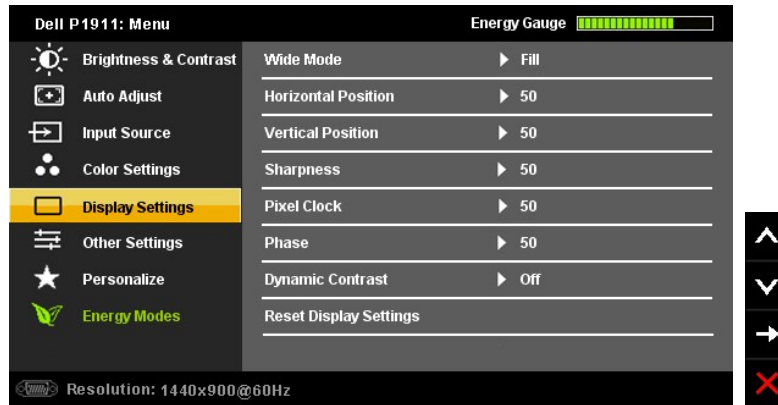 Dell P1911: Menu Energy Gauge
Brightness & Contrast Wide Mode Fill
Auto Adjust Horizontal Position 50
Input Source Vertical Position 50
Color Settings Sharpness 50
Display Settings Pixel Clock 50
Other Settings Phase 50
Personalize Dynamic Contrast Off
Energy Modes Reset Display Settings
Resolution: 1440x900@60Hz